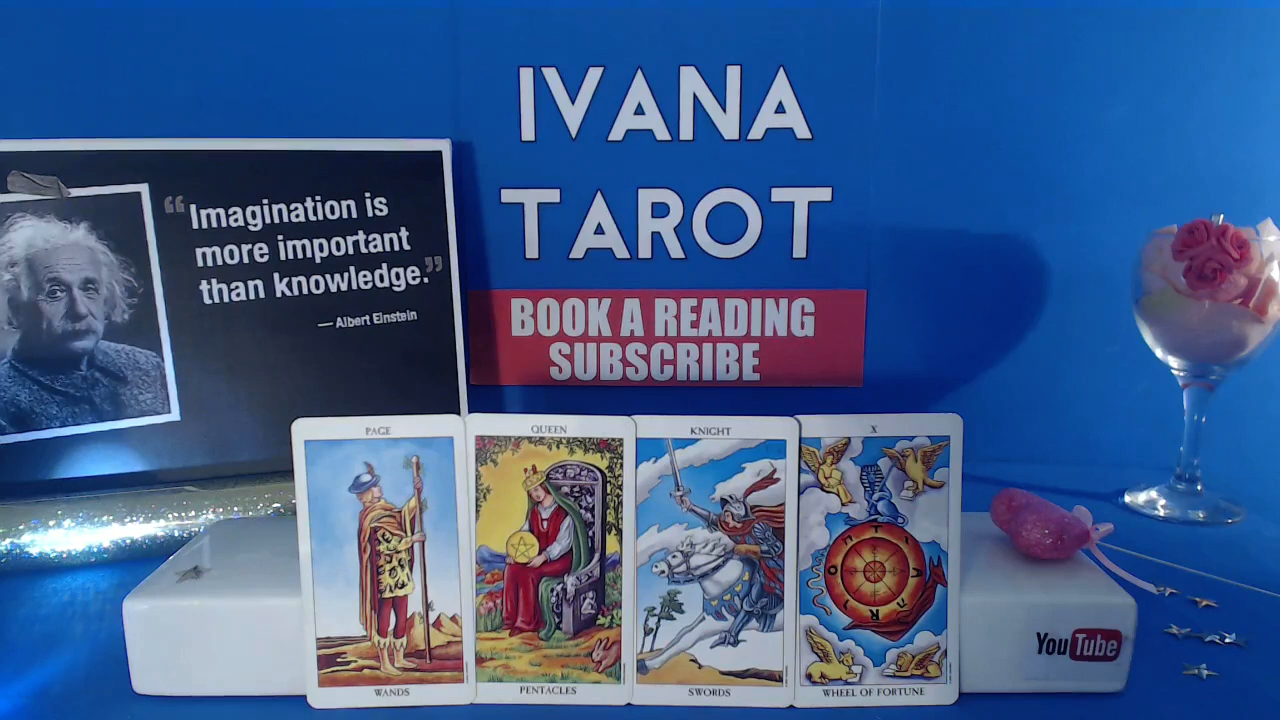 IVANA
TAROT
BOOK A READING
SUBSCRIBE
“Imagination is
more important
than knowledge.”
— Albert Einstein
PAGE
WANDS
QUEEN
PENTACLES
KNIGHT
SWORDS
X
WHEEL OF FORTUNE
YouTube